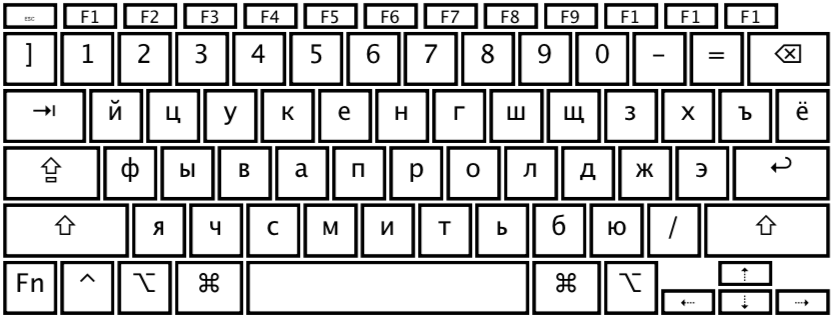 esc F1 F2 F3 F4 F5 F6 F7 F8 F9 F1 F1 F1
] 1 2 3 4 5 6 7 8 9 0 – = ⌫
⇥ й ц у к е н г ш щ з х ъ ё
⇪ ф ы в а п р о л д ж э ↩
⇧ я ч с м и т ь б ю / ⇧
Fn ^ ⌥ ⌘ ⌘ ⌥ ⇠ ⇡ ⇣ ⇢